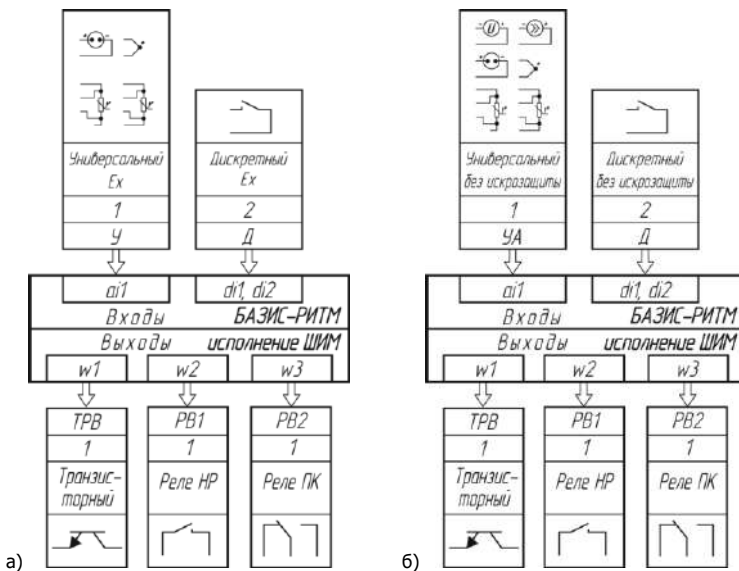 Универсальный
Ex
1
У
Дискретный
Ex
2
Д
ai1
di1, di2
Входы
БАЗИС-РИТМ
Выходы
исполнение ШИМ
w1
w2
w3
ТРВ
1
Транзис-
торный
РВ1
1
Реле НР
РВ2
1
Реле ПК
а)
U
Универсальный
без искрозащиты
1
УА
Дискретный
без искрозащиты
2
Д
ai1
di1, di2
Входы
БАЗИС-РИТМ
Выходы
исполнение ШИМ
w1
w2
w3
ТРВ
1
Транзис-
торный
РВ1
1
Реле НР
РВ2
1
Реле ПК
б)